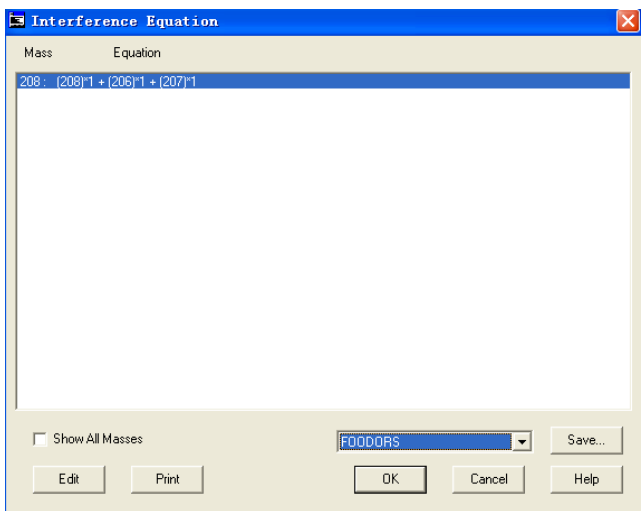 Interference Equation
Mass Equation
208 : (208)*1 + (206)*1 + (207)*1
Show All Masses
FOODORS
Save...
Edit
Print
OK
Cancel
Help